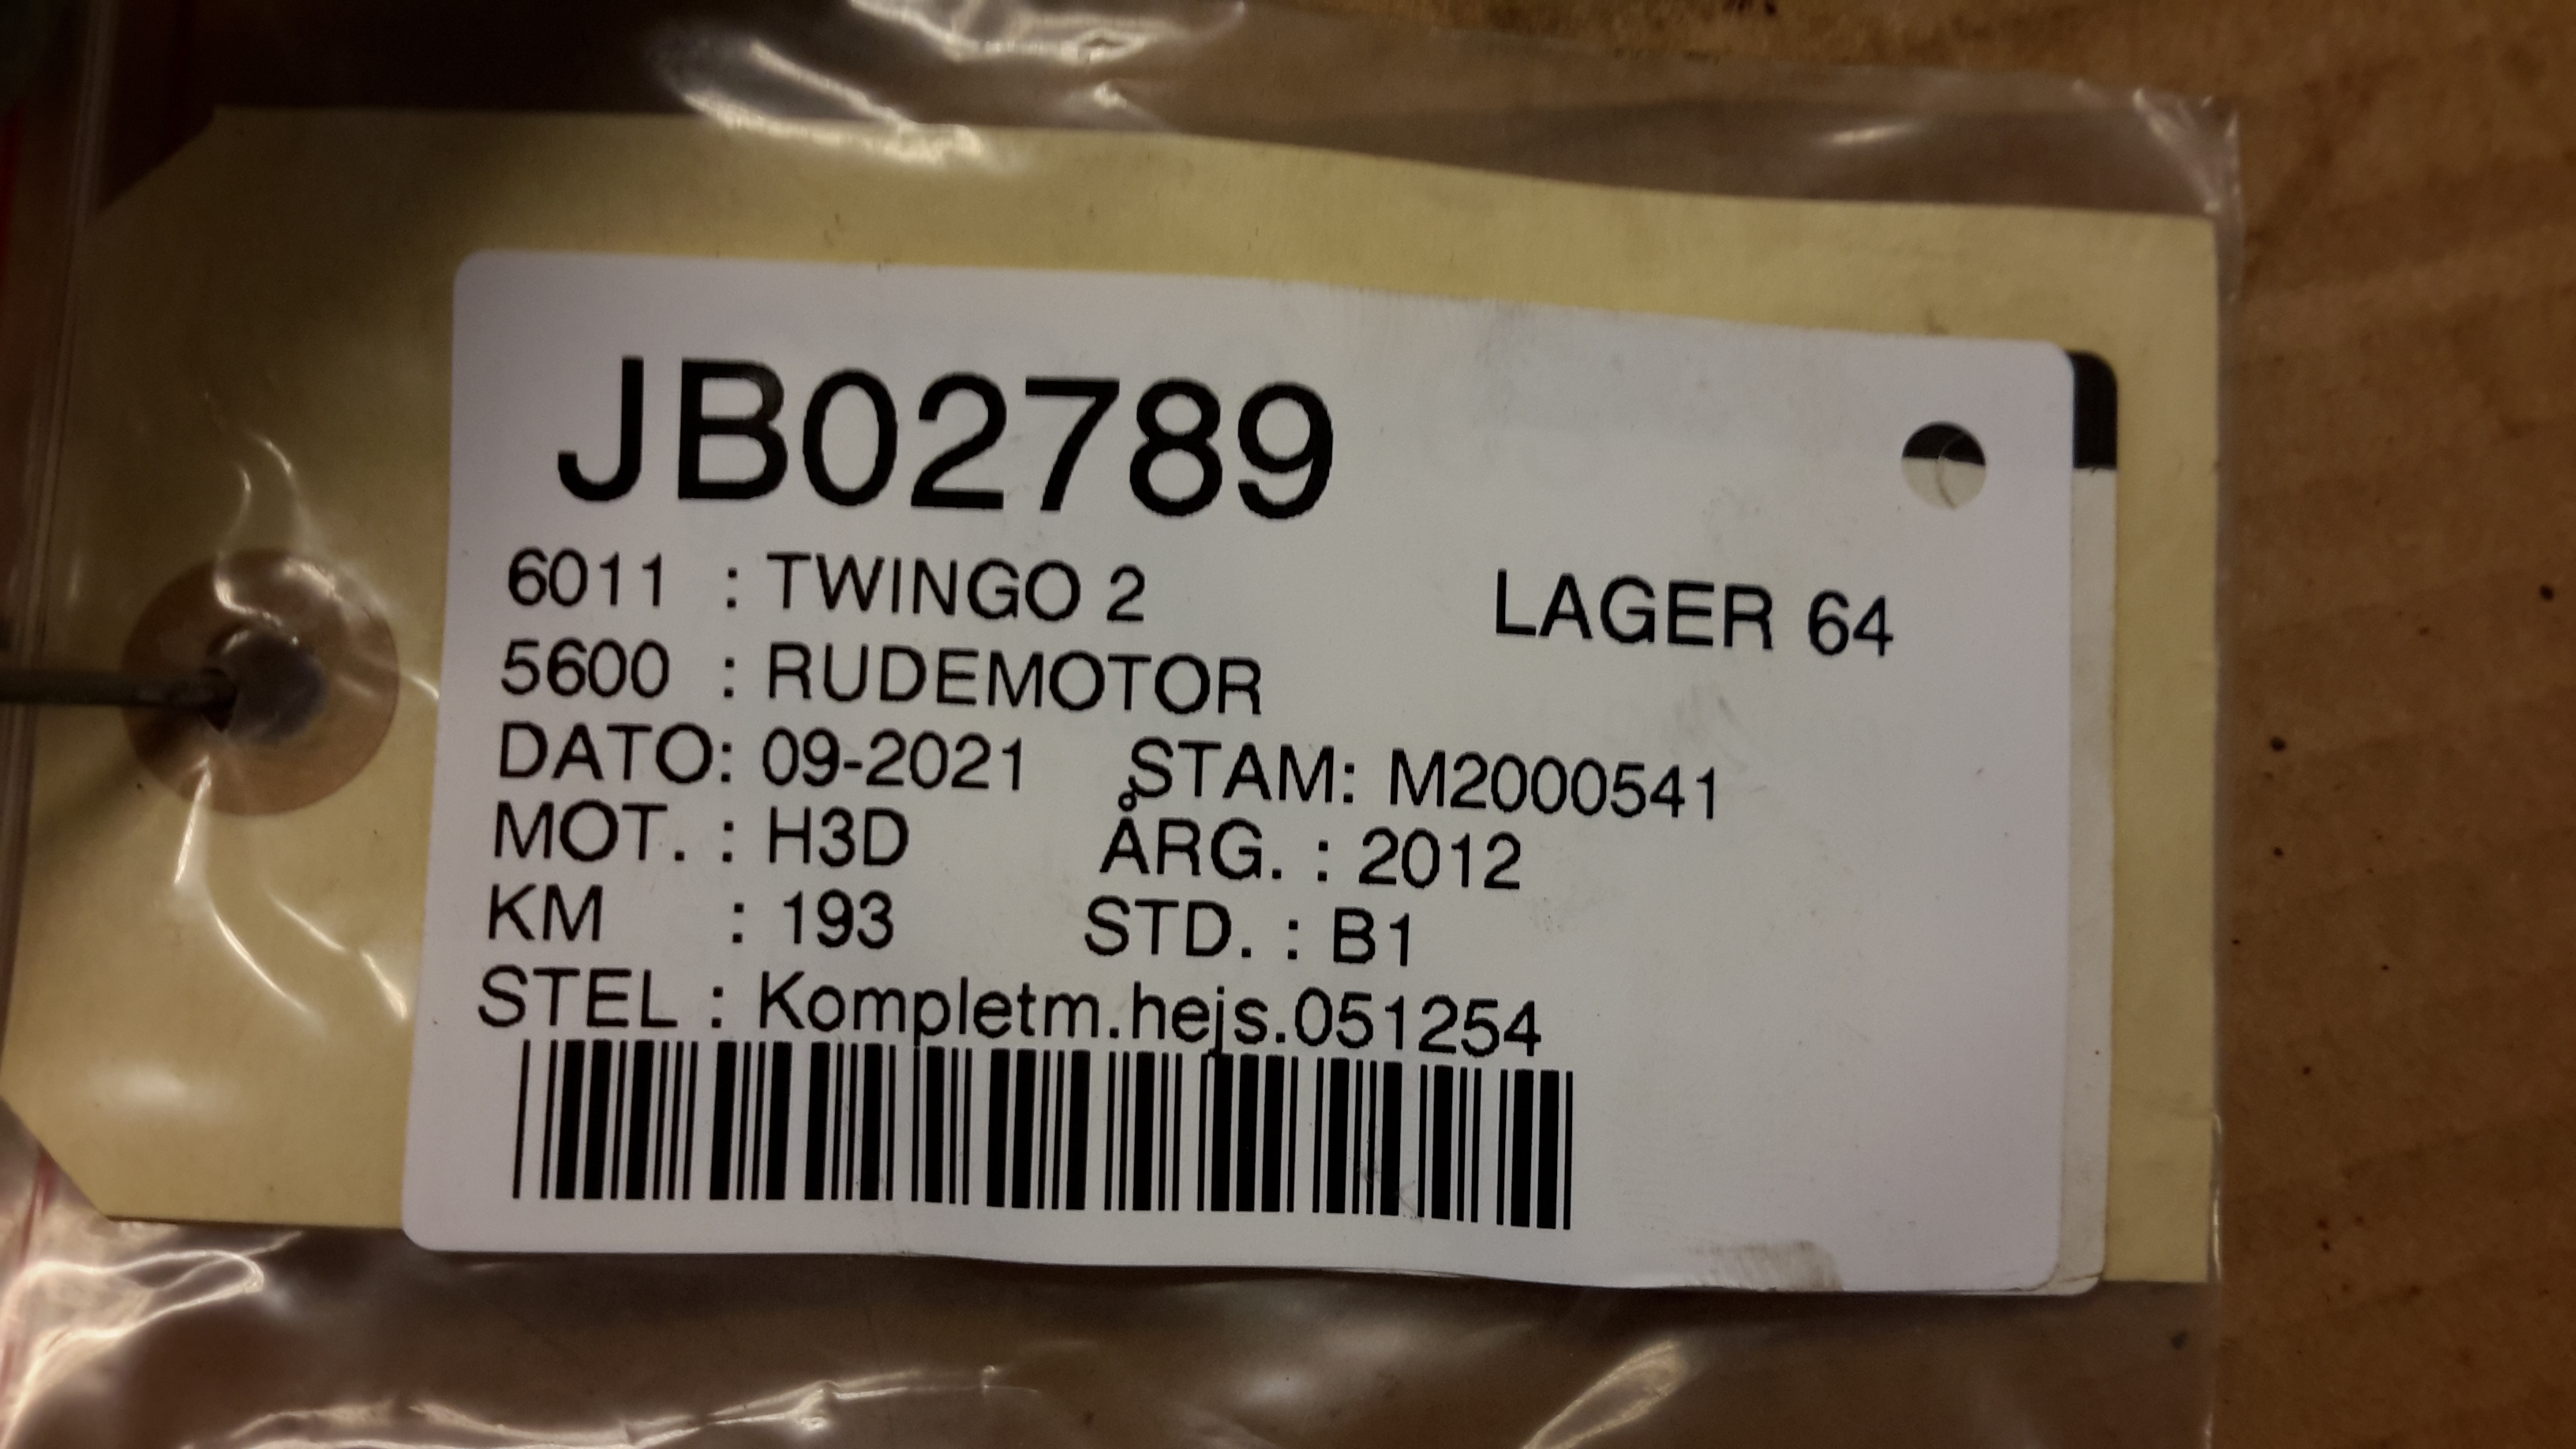 JB02789
6011 : TWINGO 2 LAGER 64
5600 : RUDEMOTOR
DATO: 09-2021 STAM: M2000541
MOT. : H3D ÅRG. : 2012
KM : 193 STD. : B1
STEL : Kompletm.hejs.051254